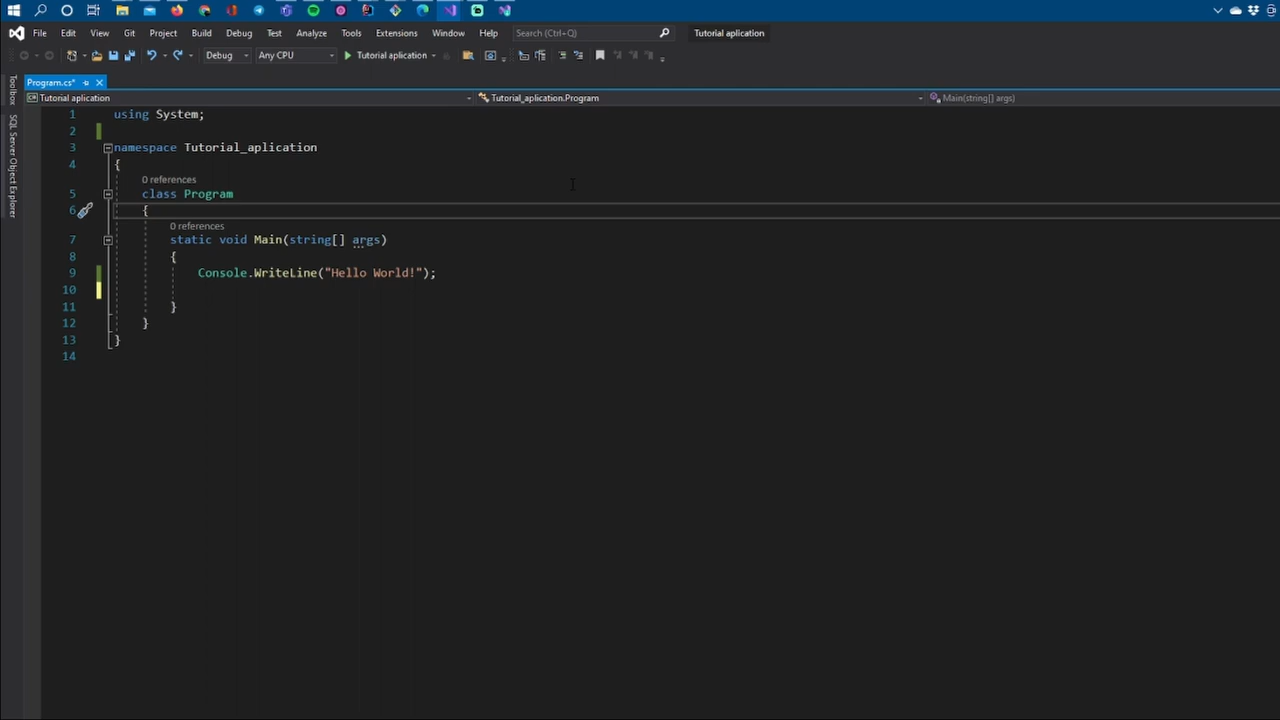 File Edit View Git Project Build Debug Test Analyze Tools Extensions Window Help Search (Ctrl+Q) Tutorial aplication
Debug Any CPU Tutorial aplication
Toolbox
SQL Server Object Explorer
Program.cs*
Tutorial aplication Tutorial_aplication.Program Main(string[] args)
1 using System;
2
3 namespace Tutorial_aplication
4 {
0 references
5 class Program
6 {
0 references
7 static void Main(string[] args)
8 {
9 Console.WriteLine("Hello World!");
10
11 }
12 }
13 }
14